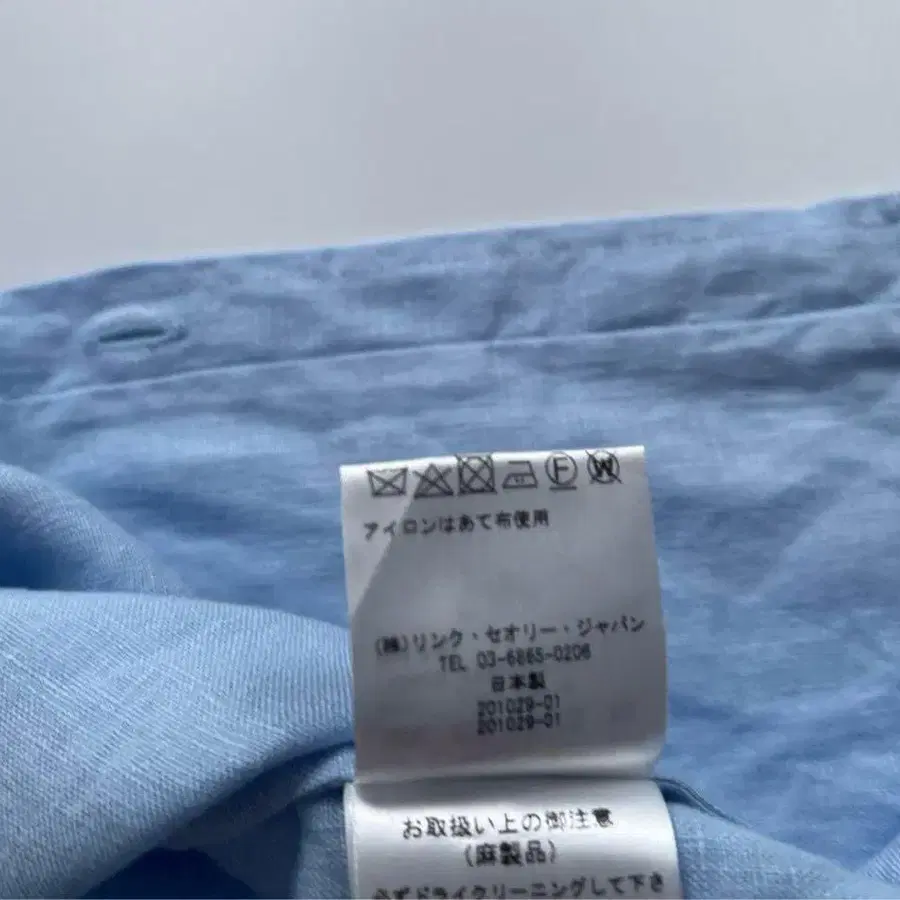 F W
アイロンはあて布使用
(株)リンク・セオリー・ジャパン
TEL 03-6865-0206
日本製
201029-01
201029-01
お取扱い上の御注意
(麻製品)
必ずドライクリーニングして下さ